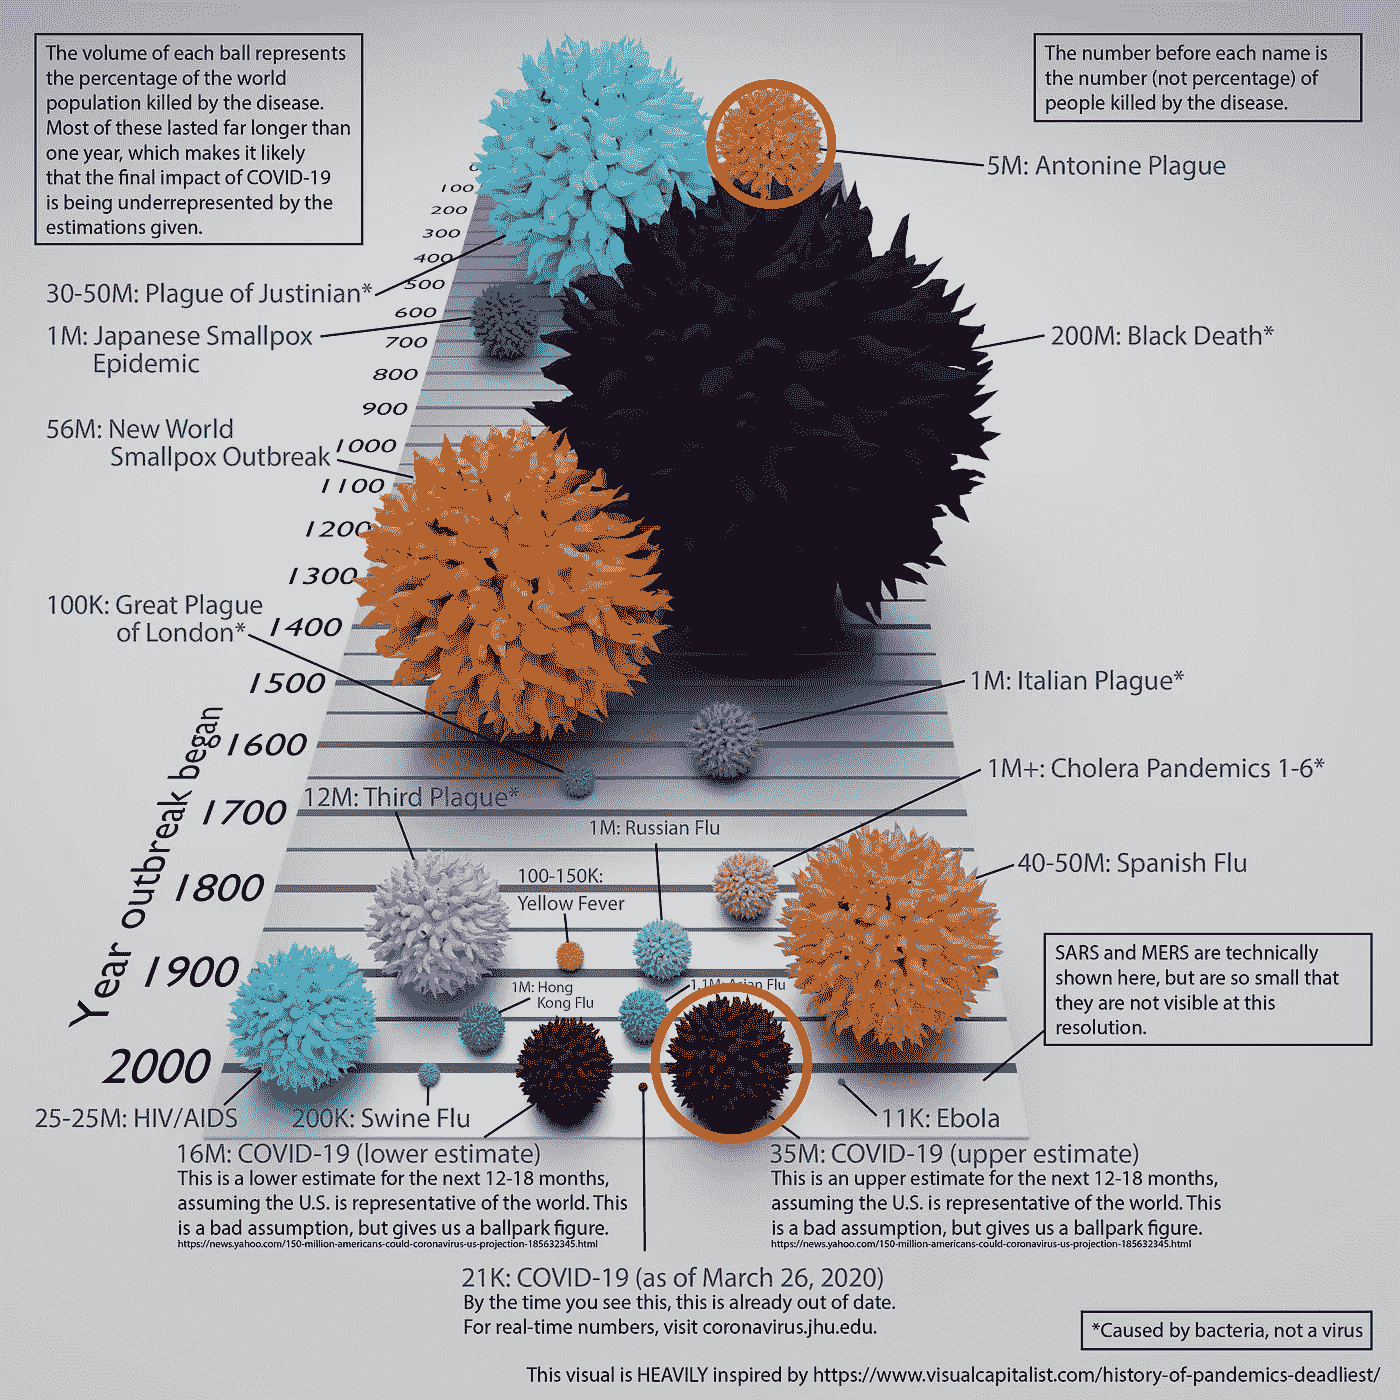 The volume of each ball represents
the percentage of the world
population killed by the disease.
Most of these lasted far longer than
one year, which makes it likely
that the final impact of COVID-19
is being underrepresented by the
estimations given.
The number before each name is
the number (not percentage) of
people killed by the disease.
5M: Antonine Plague
30-50M: Plague of Justinian*
1M: Japanese Smallpox
Epidemic
200M: Black Death*
56M: New World
Smallpox Outbreak
100K: Great Plague
of London*
1M: Italian Plague*
1M+: Cholera Pandemics 1-6*
12M: Third Plague*
1M: Russian Flu
100-150K:
Yellow Fever
40-50M: Spanish Flu
1M: Hong
Kong Flu
1.1M: Asian Flu
SARS and MERS are technically
shown here, but are so small that
they are not visible at this
resolution.
Year outbreak began
0
100
200
300
400
500
600
700
800
900
1000
1100
1200
1300
1400
1500
1600
1700
1800
1900
2000
25-25M: HIV/AIDS
200K: Swine Flu
11K: Ebola
16M: COVID-19 (lower estimate)
This is a lower estimate for the next 12-18 months,
assuming the U.S. is representative of the world. This
is a bad assumption, but gives us a ballpark figure.
https://news.yahoo.com/150-million-americans-could-coronavirus-us-projection-185632345.html
35M: COVID-19 (upper estimate)
This is an upper estimate for the next 12-18 months,
assuming the U.S. is representative of the world. This
is a bad assumption, but gives us a ballpark figure.
https://news.yahoo.com/150-million-americans-could-coronavirus-us-projection-185632345.html
21K: COVID-19 (as of March 26, 2020)
By the time you see this, this is already out of date.
For real-time numbers, visit coronavirus.jhu.edu.
*Caused by bacteria, not a virus
This visual is HEAVILY inspired by https://www.visualcapitalist.com/history-of-pandemics-deadliest/